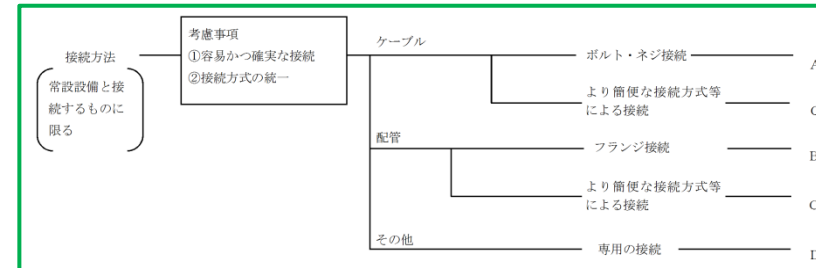 接続方法
常設設備と接
続するものに
限る
考慮事項
①容易かつ確実な接続
②接続方式の統一
ケーブル
ボルト・ネジ接続
A
より簡便な接続方式等
による接続
配管
フランジ接続
B
より簡便な接続方式等
による接続
その他
専用の接続